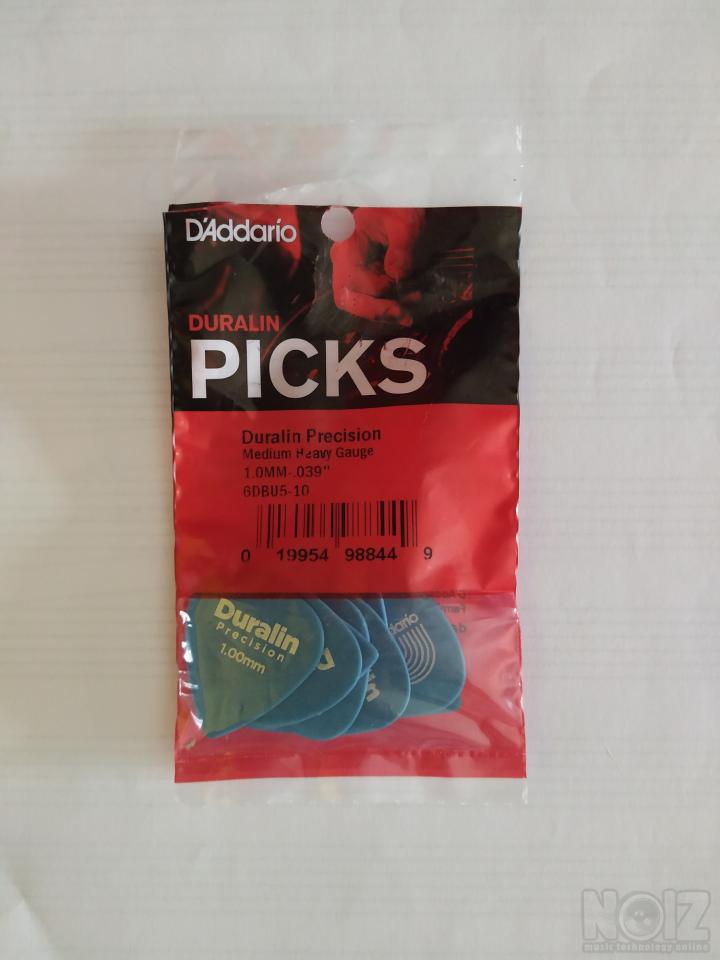 D'Addario
DURALIN
PICKS
Duralin Precision
Medium Heavy Gauge
1.0MM-.039"
6DBU5-10
0 19954 98844 9
Duralin
Precision
1.00mm
NOIZ
music technology online